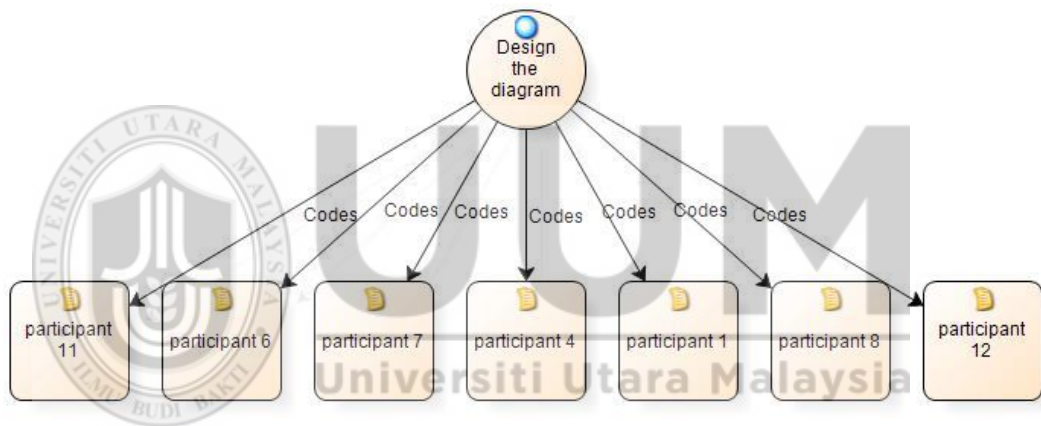 Design
the
diagram
UNIVERSITI UTARA MALAYSIA
UUM
Codes Codes Codes Codes Codes Codes Codes
participant
11
participant 6
participant 7
participant 4
participant 1
participant 8
participant
12
Universiti Utara Malaysia
ILMU BUDI BAKTI